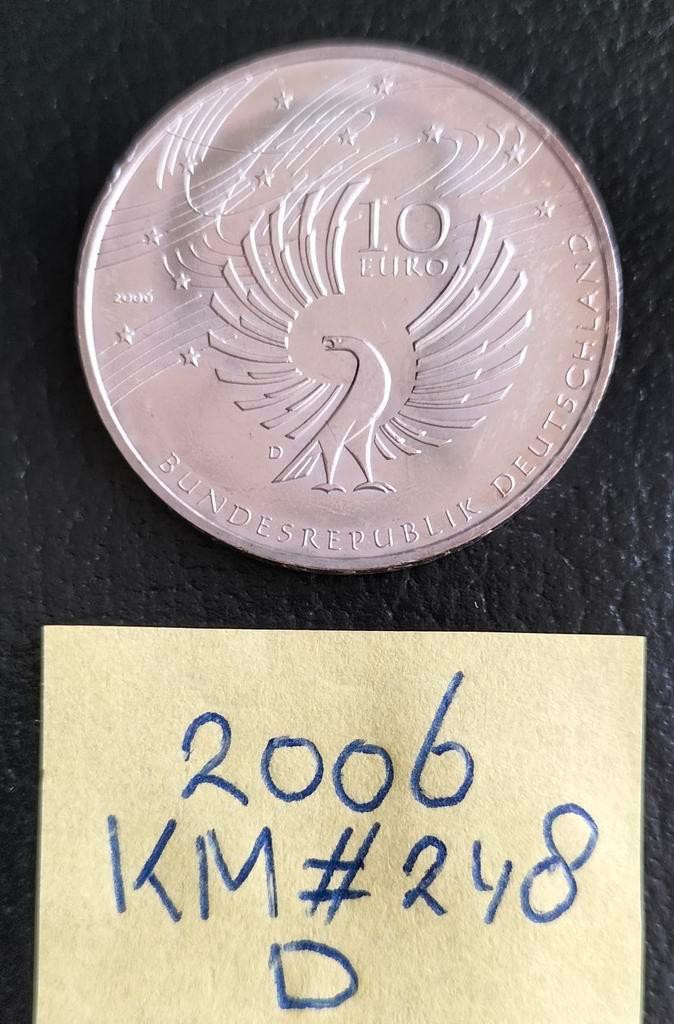 10
EURO
2006
D
BUNDESREPUBLIK DEUTSCHLAND
2006
KM#248
D